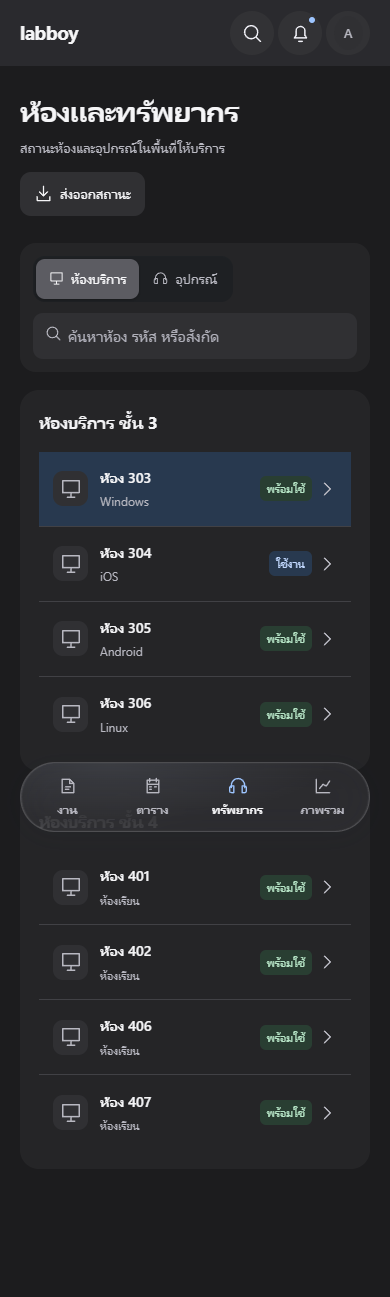 labboy
A
ห้องและทรัพยากร
สถานะห้องและอุปกรณ์ในพื้นที่ให้บริการ
ส่งออกสถานะ
ห้องบริการ
อุปกรณ์
ค้นหาห้อง รหัส หรือสังกัด
ห้องบริการ ชั้น 3
ห้อง 303
Windows
พร้อมใช้
ห้อง 304
iOS
ใช้งาน
ห้อง 305
Android
พร้อมใช้
ห้อง 306
Linux
พร้อมใช้
งาน
ตาราง
ทรัพยากร
ภาพรวม
ห้องบริการ ชั้น 4
ห้อง 401
ห้องเรียน
พร้อมใช้
ห้อง 402
ห้องเรียน
พร้อมใช้
ห้อง 406
ห้องเรียน
พร้อมใช้
ห้อง 407
ห้องเรียน
พร้อมใช้